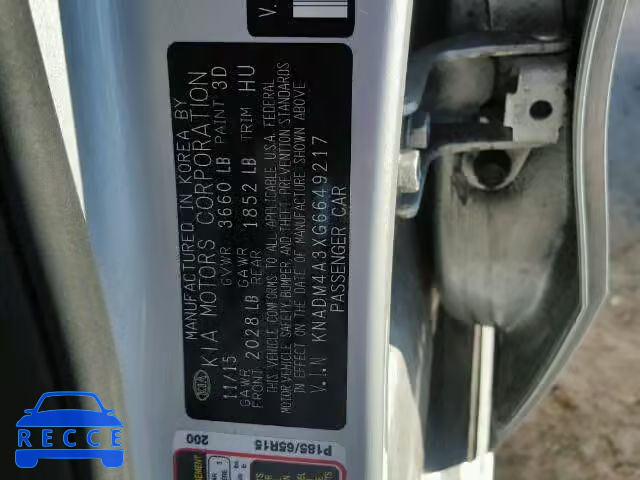 V.
MANUFACTURED IN KOREA BY
KIA MOTORS CORPORATION
11/15 GVWR 3660 LB PAINT 3D
GAWR FRONT 2028 LB GAWR REAR 1852 LB TRIM HU
THIS VEHICLE CONFORMS TO ALL APPLICABLE U.S.A. FEDERAL
MOTOR VEHICLE SAFETY, BUMPER, AND THEFT PREVENTION STANDARDS
IN EFFECT ON THE DATE OF MANUFACTURE SHOWN ABOVE
V.I.N KNADM4A3XG6649217
PASSENGER CAR
KIA
P185/65R15
200
RECCE